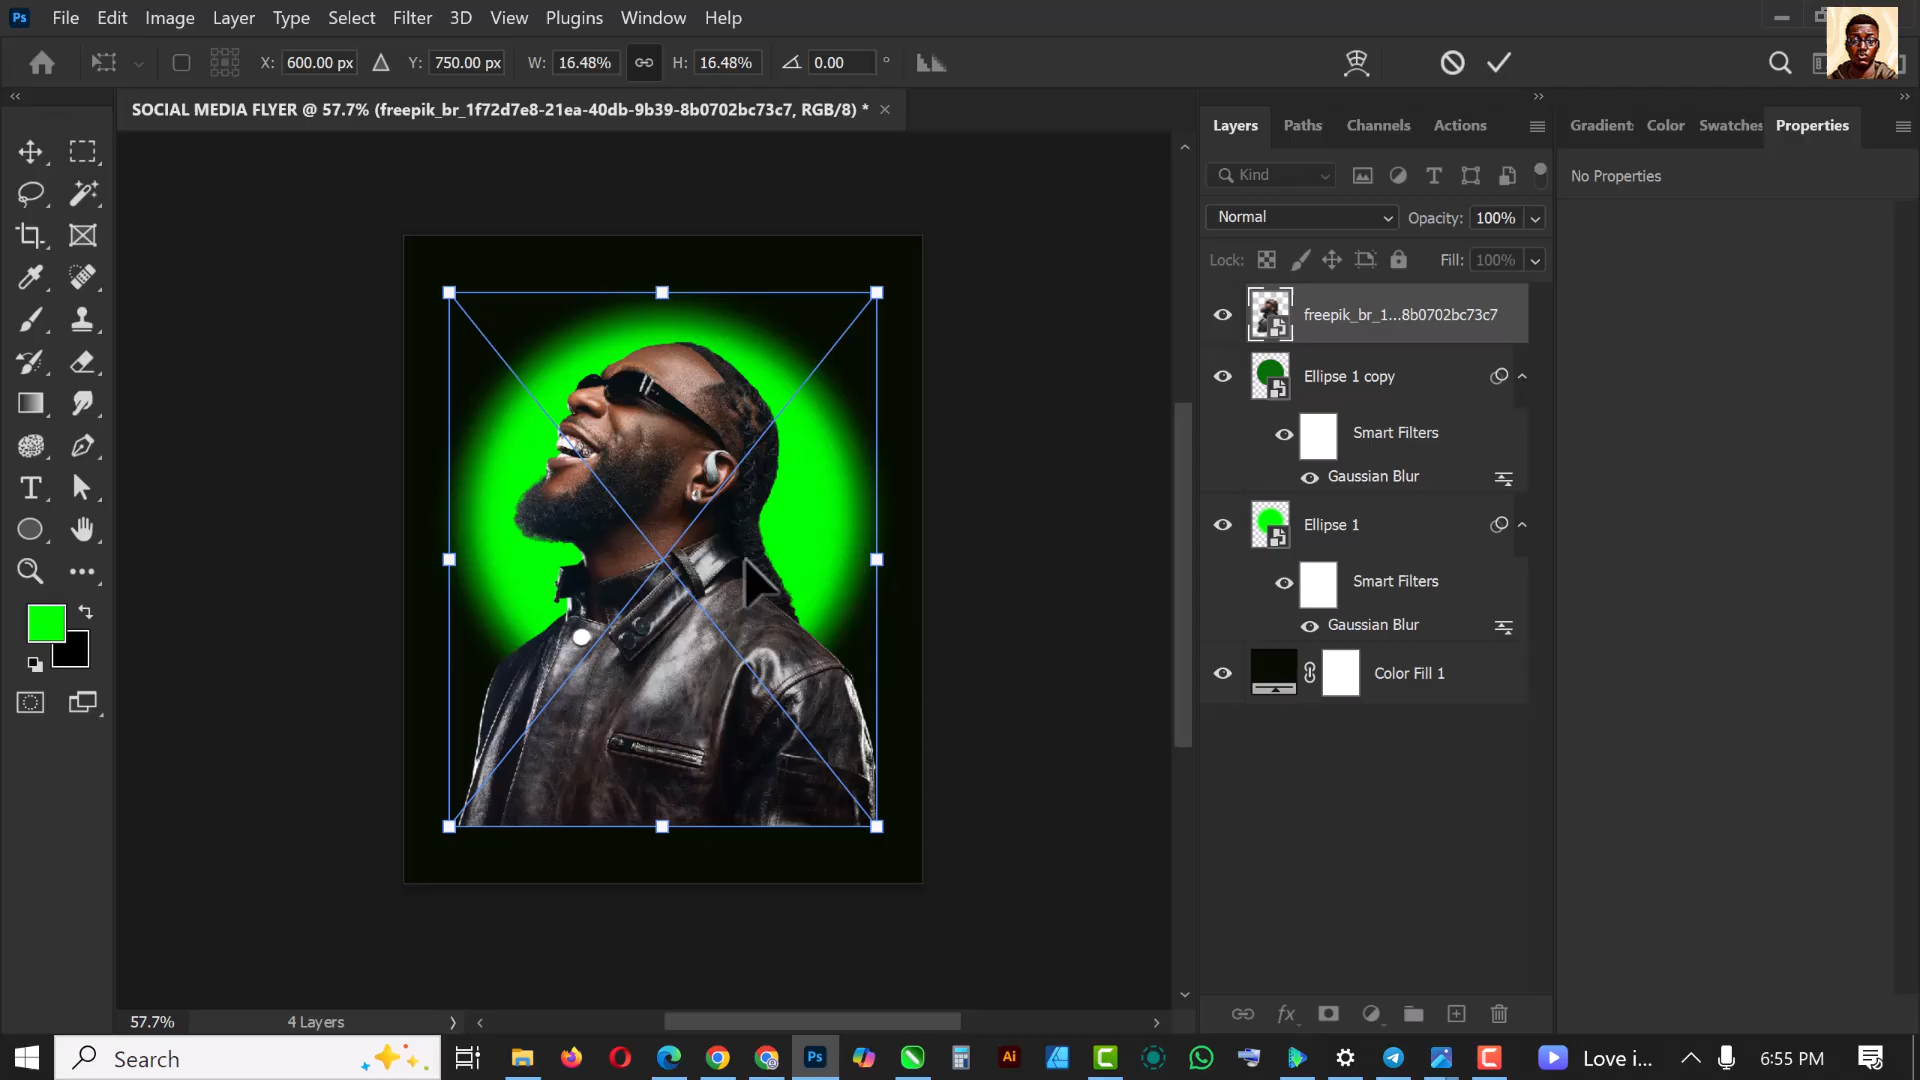 Ps File Edit Image Layer Type Select Filter 3D View Plugins Window Help
X: 600.00 px Y: 750.00 px W: 16.48% H: 16.48% 0.00 °
SOCIAL MEDIA FLYER @ 57.7% (freepik_br_1f72d7e8-21ea-40db-9b39-8b0702bc73c7, RGB/8) *
Layers Paths Channels Actions
Kind
Normal Opacity: 100%
Lock: Fill: 100%
freepik_br_1...8b0702bc73c7
Ellipse 1 copy
Smart Filters
Gaussian Blur
Ellipse 1
Smart Filters
Gaussian Blur
Color Fill 1
Gradient: Color Swatches Properties
No Properties
57.7% 4 Layers
Search Ps Ai Love i... 6:55 PM